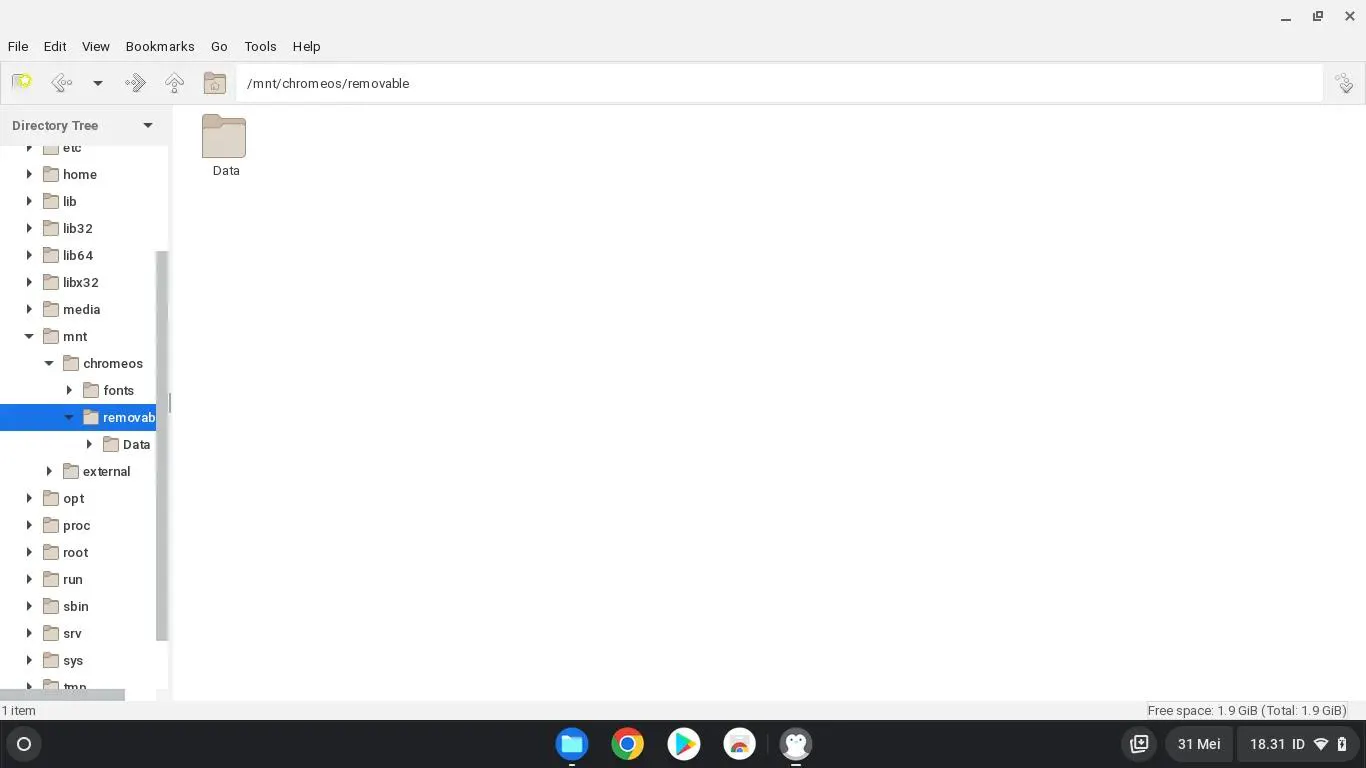 File Edit View Bookmarks Go Tools Help
/mnt/chromeos/removable
Directory Tree
etc
home
lib
lib32
lib64
libx32
media
mnt
chromeos
fonts
removab
Data
external
opt
proc
root
run
sbin
srv
sys
tmp
Data
1 item
Free space: 1.9 GiB (Total: 1.9 GiB)
31 Mei
18.31 ID